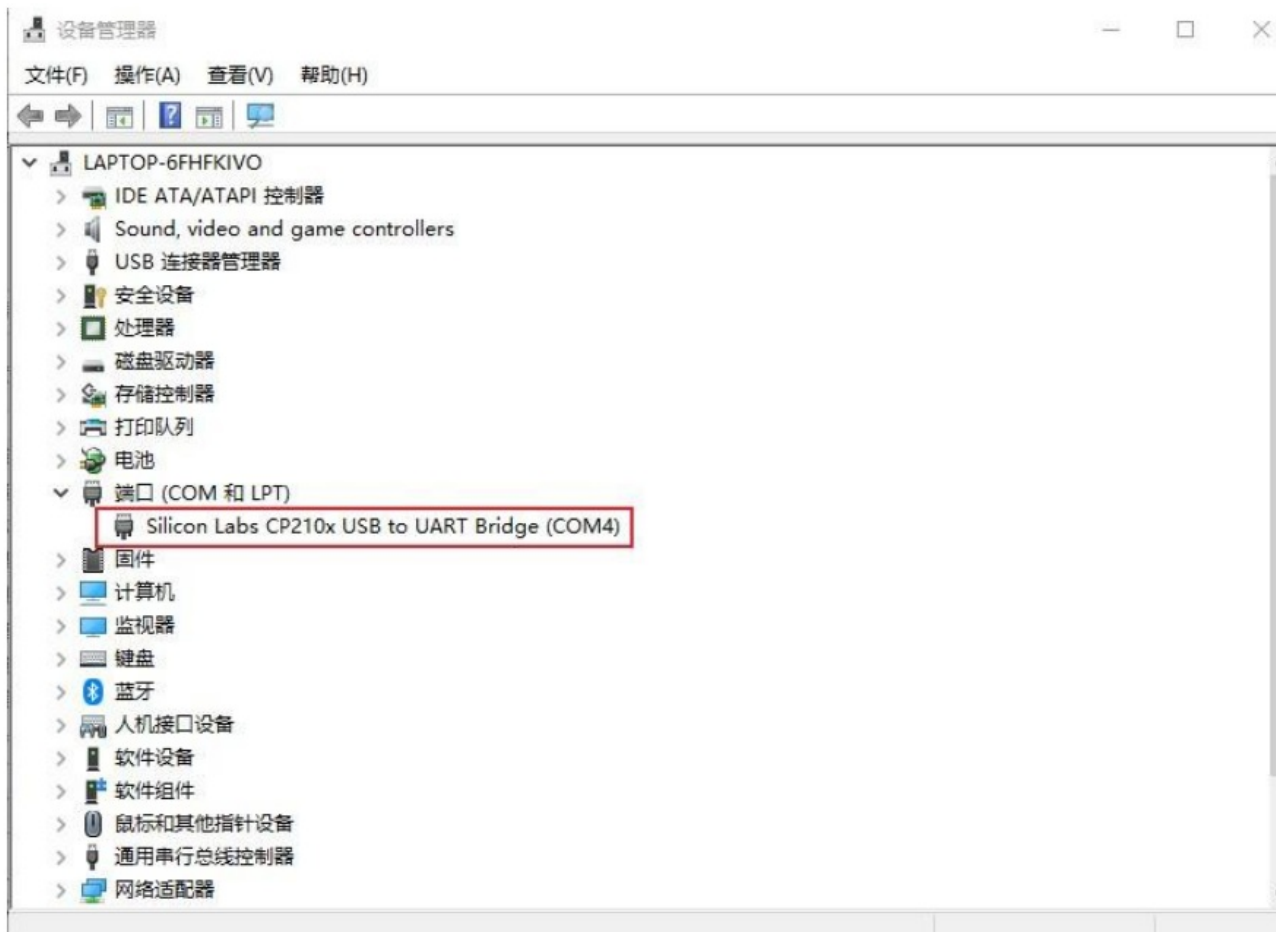 设备管理器
文件(F) 操作(A) 查看(V) 帮助(H)
LAPTOP-6FHFKIVO
IDE ATA/ATAPI 控制器
Sound, video and game controllers
USB 连接器管理器
安全设备
处理器
磁盘驱动器
存储控制器
打印队列
电池
端口 (COM 和 LPT)
Silicon Labs CP210x USB to UART Bridge (COM4)
固件
计算机
监视器
键盘
蓝牙
人机接口设备
软件设备
软件组件
鼠标和其他指针设备
通用串行总线控制器
网络适配器